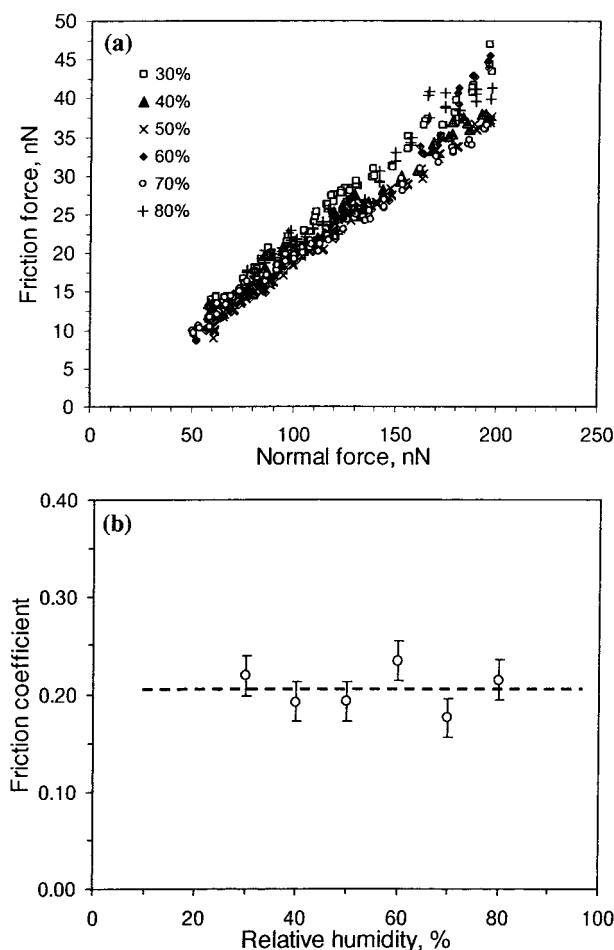 (a)
50
45
40
35
30
25
20
15
10
5
0
30%
40%
50%
60%
70%
80%
Friction force, nN
0 50 100 150 200 250
Normal force, nN
(b)
0.40
0.30
0.20
0.10
0.00
Friction coefficient
0 20 40 60 80 100
Relative humidity, %